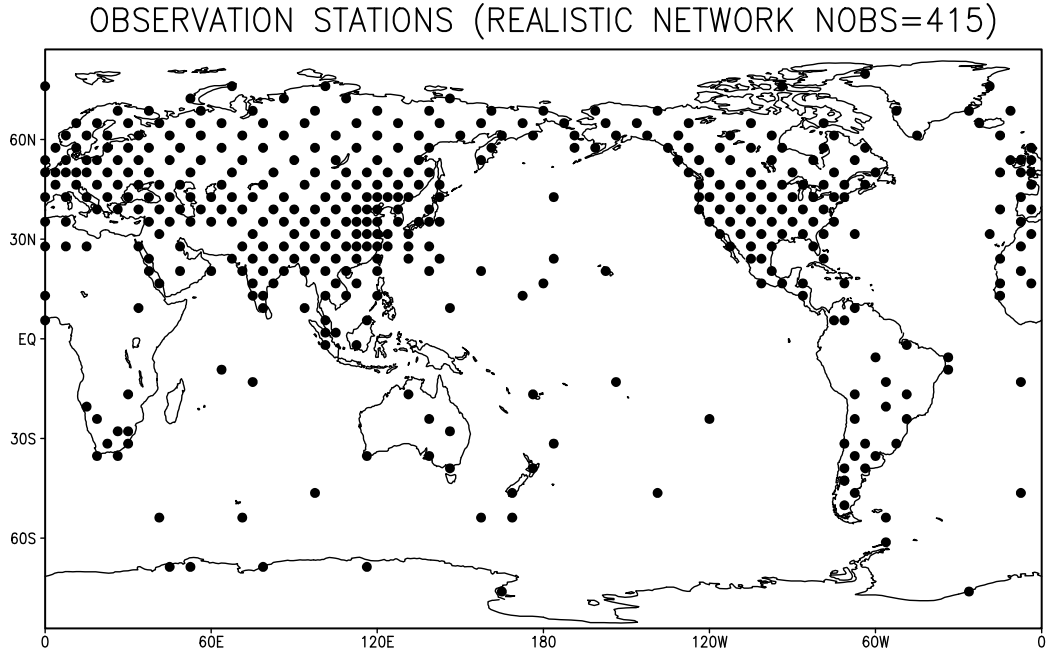 OBSERVATION STATIONS (REALISTIC NETWORK NOBS=415)
60N
30N
EQ
30S
60S
0 60E 120E 180 120W 60W 0